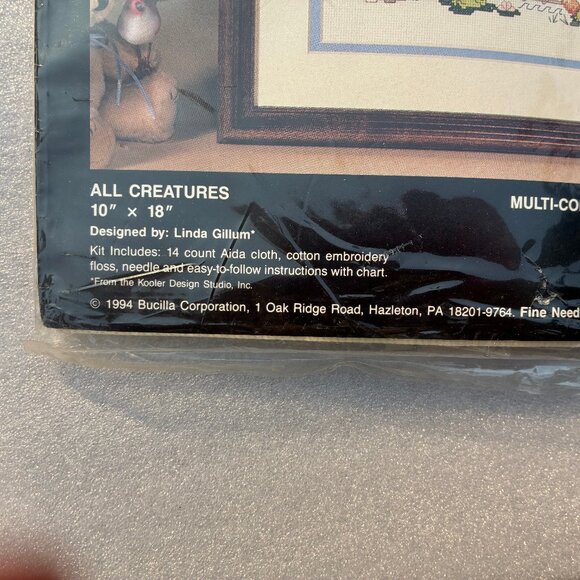 ALL CREATURES
10" × 18"
MULTI-CO
Designed by: Linda Gillum*
Kit Includes: 14 count Aida cloth, cotton embroidery
floss, needle and easy-to-follow instructions with chart.
*From the Kooler Design Studio, Inc.
© 1994 Bucilla Corporation, 1 Oak Ridge Road, Hazleton, PA 18201-9764. Fine Need